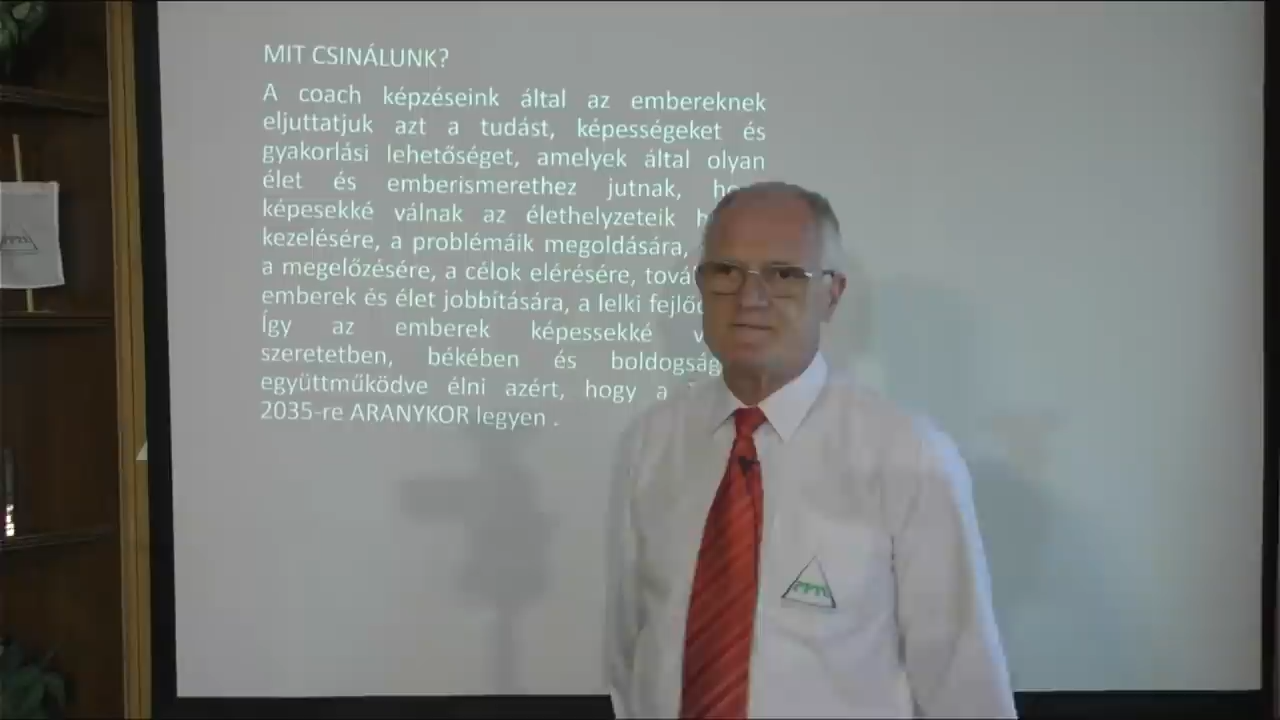 MIT CSINÁLUNK?
A coach képzéseink által az embereknek
eljuttatjuk azt a tudást, képességeket és
gyakorlási lehetőséget, amelyek által olyan
élet és emberismerethez jutnak,
képesekké válnak az élethelyzeteik
kezelésére, a problémáik megoldására,
a megelőzésére, a célok elérésére,
emberek és élet jobbítására, a lelki
Így az emberek képessekké
szeretetben, békében és
együttműködve élni azért, hogy a
2035-re ARANYKOR legyen .